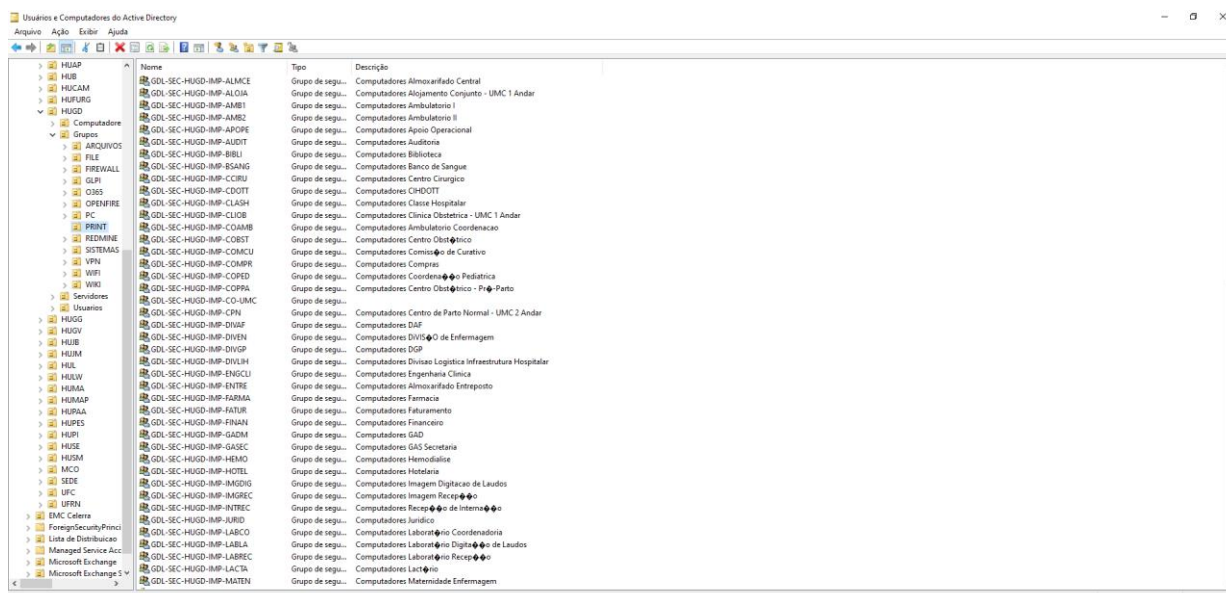 Usuários e Computadores do Active Directory
Arquivo Ação Exibir Ajuda
HUAP
HUB
HUCAM
HUFURG
HUGD
Computadore
Grupos
ARQUIVOS
FILE
FIREWALL
GLPI
O365
OPENFIRE
PC
PRINT
REDMINE
SISTEMAS
VPN
WIFI
WIKI
Servidores
Usuarios
HUGG
HUGV
HUJB
HUJM
HUL
HULW
HUMA
HUMAP
HUPAA
HUPES
HUPI
HUSE
HUSM
MCO
SEDE
UFC
UFRN
EMC Celerra
ForeignSecurityPrinci
Lista de Distribuicao
Managed Service Acc
Microsoft Exchange
Microsoft Exchange S
Nome Tipo Descrição
GDL-SEC-HUGD-IMP-ALMCE Grupo de segu... Computadores Almoxarifado Central
GDL-SEC-HUGD-IMP-ALOJA Grupo de segu... Computadores Alojamento Conjunto - UMC 1 Andar
GDL-SEC-HUGD-IMP-AMB1 Grupo de segu... Computadores Ambulatorio I
GDL-SEC-HUGD-IMP-AMB2 Grupo de segu... Computadores Ambulatorio II
GDL-SEC-HUGD-IMP-APOPE Grupo de segu... Computadores Apoio Operacional
GDL-SEC-HUGD-IMP-AUDIT Grupo de segu... Computadores Auditoria
GDL-SEC-HUGD-IMP-BIBLI Grupo de segu... Computadores Biblioteca
GDL-SEC-HUGD-IMP-BSANG Grupo de segu... Computadores Banco de Sangue
GDL-SEC-HUGD-IMP-CCIRU Grupo de segu... Computadores Centro Cirurgico
GDL-SEC-HUGD-IMP-CDOTT Grupo de segu... Computadores CIHDOTT
GDL-SEC-HUGD-IMP-CLASH Grupo de segu... Computadores Classe Hospitalar
GDL-SEC-HUGD-IMP-CLIOB Grupo de segu... Computadores Clinica Obstetrica - UMC 1 Andar
GDL-SEC-HUGD-IMP-COAMB Grupo de segu... Computadores Ambulatorio Coordenacao
GDL-SEC-HUGD-IMP-COBST Grupo de segu... Computadores Centro Obst�trico
GDL-SEC-HUGD-IMP-COMCU Grupo de segu... Computadores Comiss�o de Curativo
GDL-SEC-HUGD-IMP-COMPR Grupo de segu... Computadores Compras
GDL-SEC-HUGD-IMP-COPED Grupo de segu... Computadores Coordena��o Pediatrica
GDL-SEC-HUGD-IMP-COPPA Grupo de segu... Computadores Centro Obst�trico - Pr�-Parto
GDL-SEC-HUGD-IMP-CO-UMC Grupo de segu...
GDL-SEC-HUGD-IMP-CPN Grupo de segu... Computadores Centro de Parto Normal - UMC 2 Andar
GDL-SEC-HUGD-IMP-DIVAF Grupo de segu... Computadores DAF
GDL-SEC-HUGD-IMP-DIVEN Grupo de segu... Computadores DiVIS�O de Enfermagem
GDL-SEC-HUGD-IMP-DIVGP Grupo de segu... Computadores DGP
GDL-SEC-HUGD-IMP-DIVLIH Grupo de segu... Computadores Divisao Logistica Infraestrutura Hospitalar
GDL-SEC-HUGD-IMP-ENGCLI Grupo de segu... Computadores Engenharia Clinica
GDL-SEC-HUGD-IMP-ENTRE Grupo de segu... Computadores Almoxarifado Entreposto
GDL-SEC-HUGD-IMP-FARMA Grupo de segu... Computadores Farmacia
GDL-SEC-HUGD-IMP-FATUR Grupo de segu... Computadores Faturamento
GDL-SEC-HUGD-IMP-FINAN Grupo de segu... Computadores Financeiro
GDL-SEC-HUGD-IMP-GADM Grupo de segu... Computadores GAD
GDL-SEC-HUGD-IMP-GASEC Grupo de segu... Computadores GAS Secretaria
GDL-SEC-HUGD-IMP-HEMO Grupo de segu... Computadores Hemodialise
GDL-SEC-HUGD-IMP-HOTEL Grupo de segu... Computadores Hotelaria
GDL-SEC-HUGD-IMP-IMGDIG Grupo de segu... Computadores Imagem Digitacao de Laudos
GDL-SEC-HUGD-IMP-IMGREC Grupo de segu... Computadores Imagem Recep��o
GDL-SEC-HUGD-IMP-INTREC Grupo de segu... Computadores Recep��o de Interna��o
GDL-SEC-HUGD-IMP-JURID Grupo de segu... Computadores Juridico
GDL-SEC-HUGD-IMP-LABCO Grupo de segu... Computadores Laborat�rio Coordenadoria
GDL-SEC-HUGD-IMP-LABLA Grupo de segu... Computadores Laborat�rio Digita��o de Laudos
GDL-SEC-HUGD-IMP-LABREC Grupo de segu... Computadores Laborat�rio Recep��o
GDL-SEC-HUGD-IMP-LACTA Grupo de segu... Computadores Lact�rio
GDL-SEC-HUGD-IMP-MATEN Grupo de segu... Computadores Maternidade Enfermagem